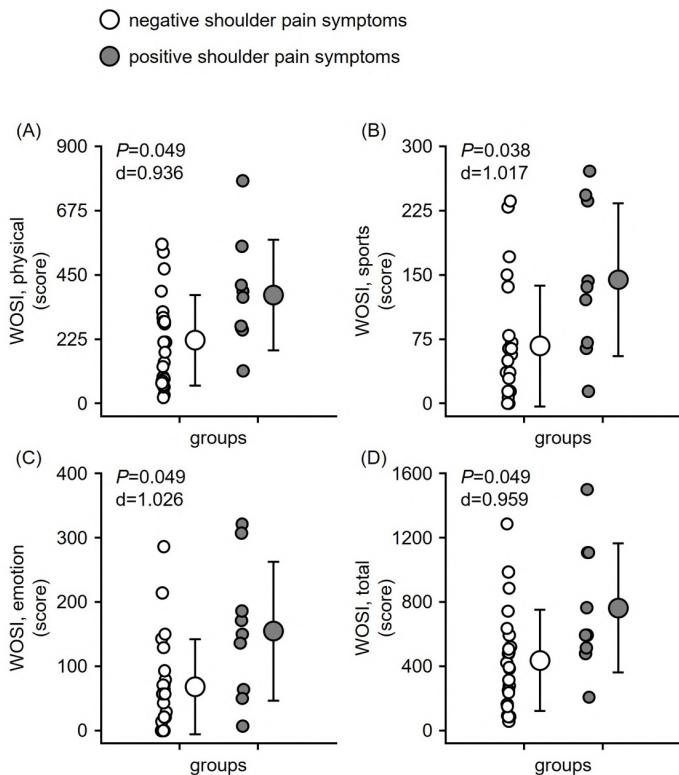 negative shoulder pain symptoms
positive shoulder pain symptoms
(A)
P=0.049
d=0.936
WOSI, physical
(score)
900
675
450
225
0
groups
(B)
P=0.038
d=1.017
WOSI, sports
(score)
300
225
150
75
0
groups
(C)
P=0.049
d=1.026
WOSI, emotion
(score)
400
300
200
100
0
groups
(D)
P=0.049
d=0.959
WOSI, total
(score)
1600
1200
800
400
0
groups